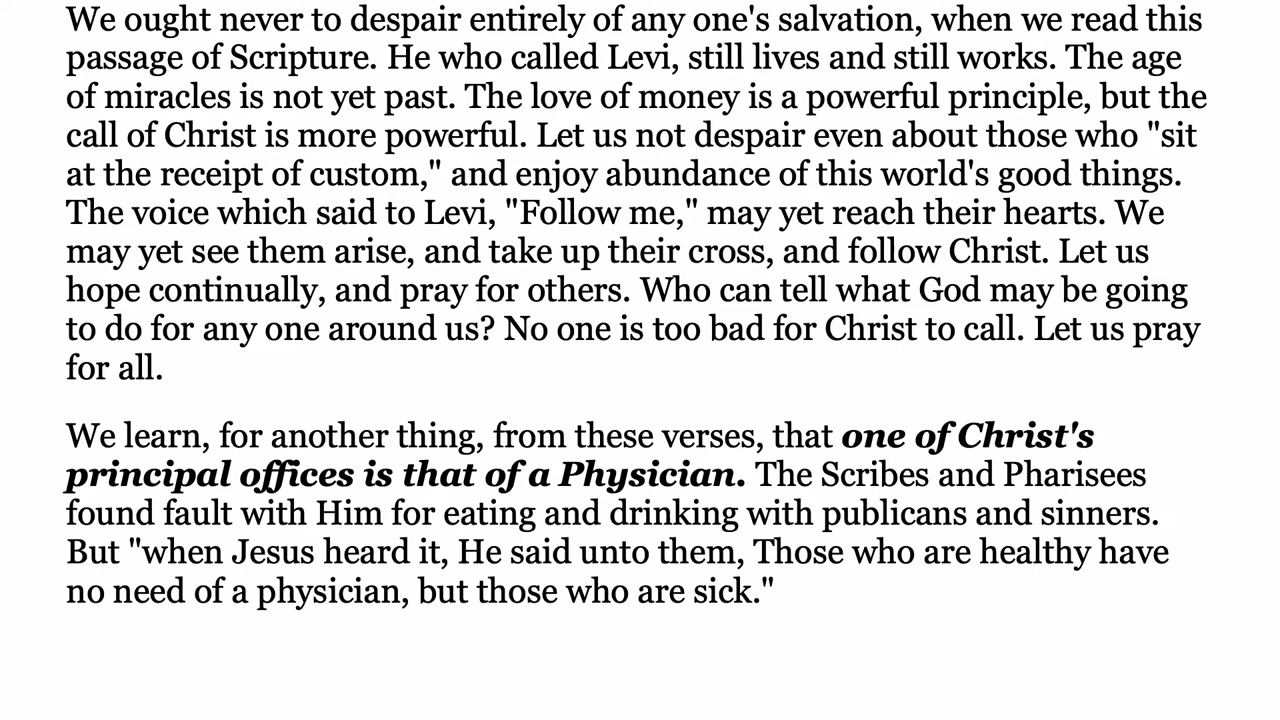 We ought never to despair entirely of any one's salvation, when we read this
passage of Scripture. He who called Levi, still lives and still works. The age
of miracles is not yet past. The love of money is a powerful principle, but the
call of Christ is more powerful. Let us not despair even about those who "sit
at the receipt of custom," and enjoy abundance of this world's good things.
The voice which said to Levi, "Follow me," may yet reach their hearts. We
may yet see them arise, and take up their cross, and follow Christ. Let us
hope continually, and pray for others. Who can tell what God may be going
to do for any one around us? No one is too bad for Christ to call. Let us pray
for all.
We learn, for another thing, from these verses, that one of Christ's
principal offices is that of a Physician. The Scribes and Pharisees
found fault with Him for eating and drinking with publicans and sinners.
But "when Jesus heard it, He said unto them, Those who are healthy have
no need of a physician, but those who are sick."